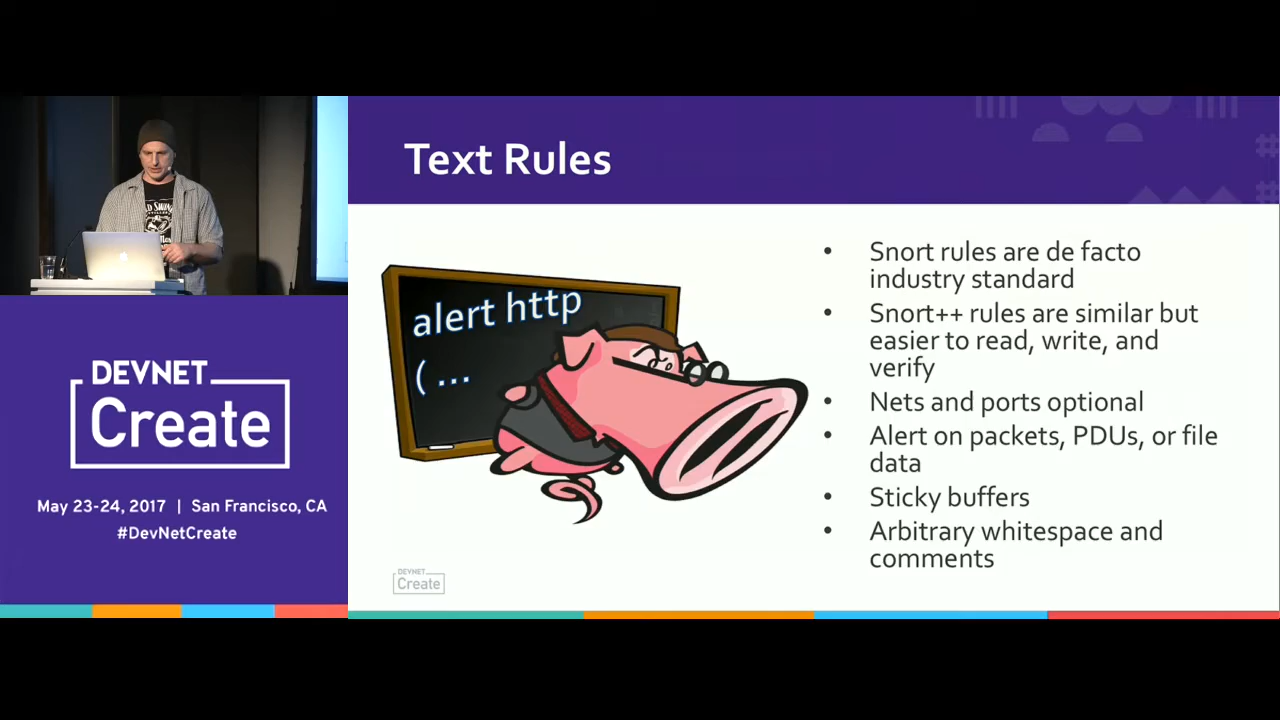 DEVNET
Create
May 23-24, 2017 | San Francisco, CA
#DevNetCreate
Text Rules
alert http
( ...
• Snort rules are de facto
industry standard
• Snort++ rules are similar but
easier to read, write, and
verify
• Nets and ports optional
• Alert on packets, PDUs, or file
data
• Sticky buffers
• Arbitrary whitespace and
comments
DEVNET
Create